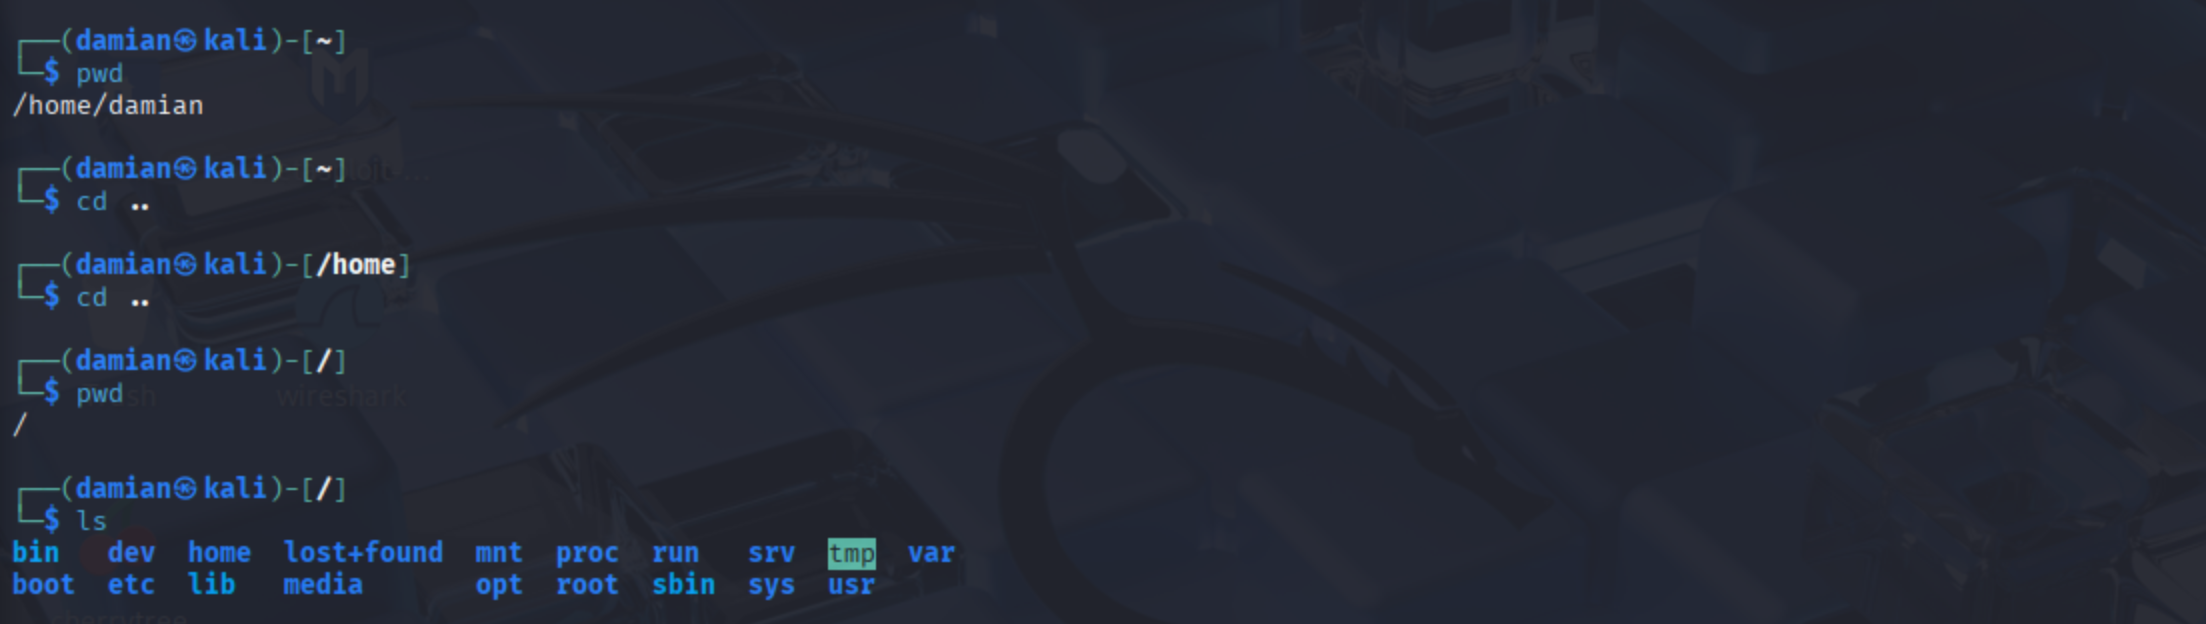 ┌──(damian㉿kali)-[~]
└─$ pwd
/home/damian
┌──(damian㉿kali)-[~]
└─$ cd ..
┌──(damian㉿kali)-[/home]
└─$ cd ..
┌──(damian㉿kali)-[/]
└─$ pwd
sh wireshark
/
┌──(damian㉿kali)-[/]
└─$ ls
bin dev home lost+found mnt proc run srv tmp var
boot etc lib media opt root sbin sys usr